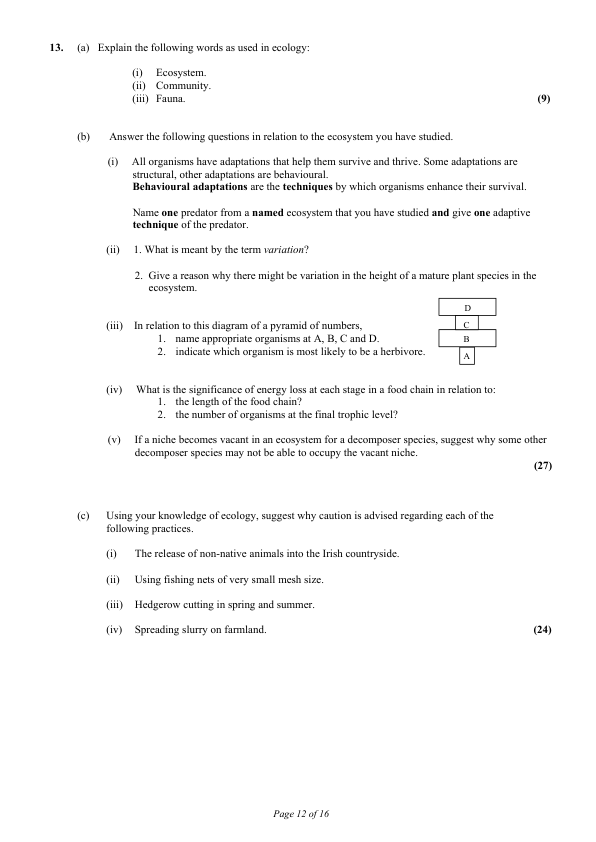 13. (a) Explain the following words as used in ecology:
(i) Ecosystem.
(ii) Community.
(iii) Fauna. (9)
(b) Answer the following questions in relation to the ecosystem you have studied.
(i) All organisms have adaptations that help them survive and thrive. Some adaptations are
structural, other adaptations are behavioural.
Behavioural adaptations are the techniques by which organisms enhance their survival.
Name one predator from a named ecosystem that you have studied and give one adaptive
technique of the predator.
(ii) 1. What is meant by the term variation?
2. Give a reason why there might be variation in the height of a mature plant species in the
ecosystem.
D
C
B
A
(iii) In relation to this diagram of a pyramid of numbers,
1. name appropriate organisms at A, B, C and D.
2. indicate which organism is most likely to be a herbivore.
(iv) What is the significance of energy loss at each stage in a food chain in relation to:
1. the length of the food chain?
2. the number of organisms at the final trophic level?
(v) If a niche becomes vacant in an ecosystem for a decomposer species, suggest why some other
decomposer species may not be able to occupy the vacant niche.
(27)
(c) Using your knowledge of ecology, suggest why caution is advised regarding each of the
following practices.
(i) The release of non-native animals into the Irish countryside.
(ii) Using fishing nets of very small mesh size.
(iii) Hedgerow cutting in spring and summer.
(iv) Spreading slurry on farmland. (24)
Page 12 of 16